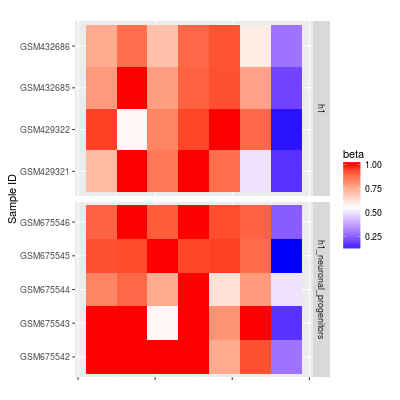 GSM432686
GSM432685
GSM429322
GSM429321
h1
GSM675546
GSM675545
GSM675544
GSM675543
GSM675542
h1_neuronal_progenitors
Sample ID
beta
1.00
0.75
0.50
0.25